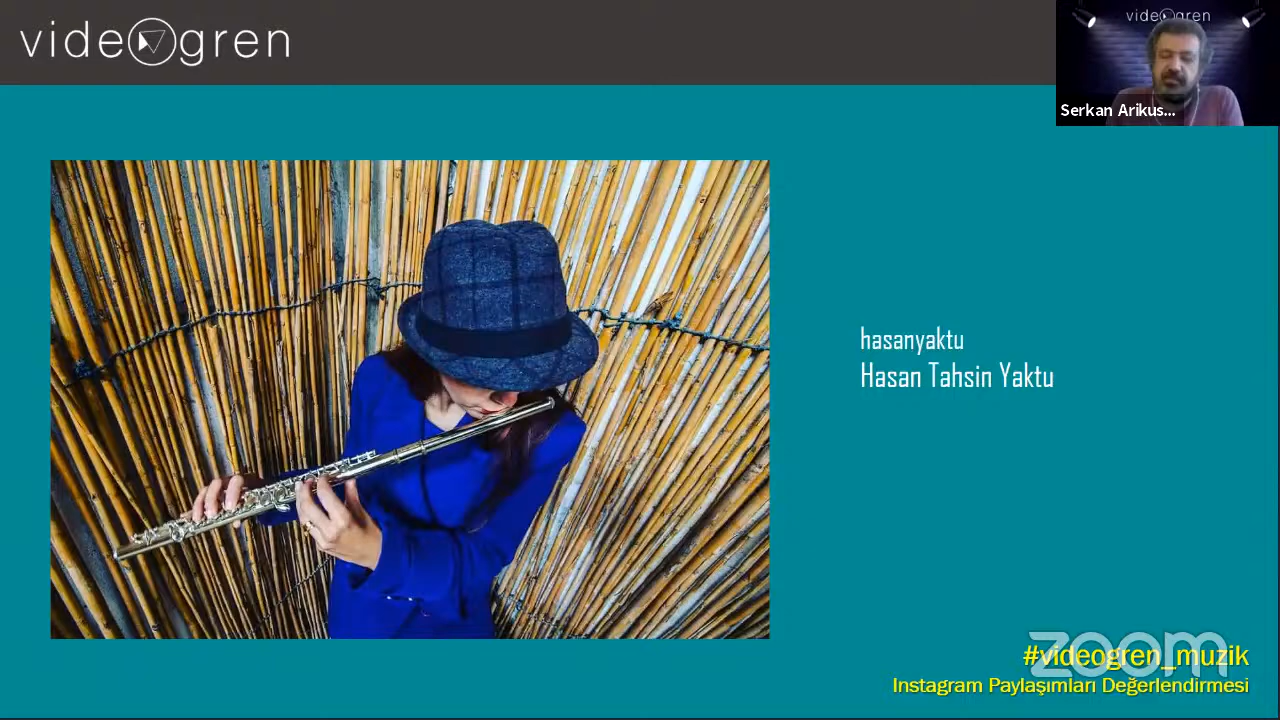 videogren
videogren
Serkan Arikus...
hasanyaktu
Hasan Tahsin Yaktu
zoom
#videogren_muzik
Instagram Paylaşımları Değerlendirmesi